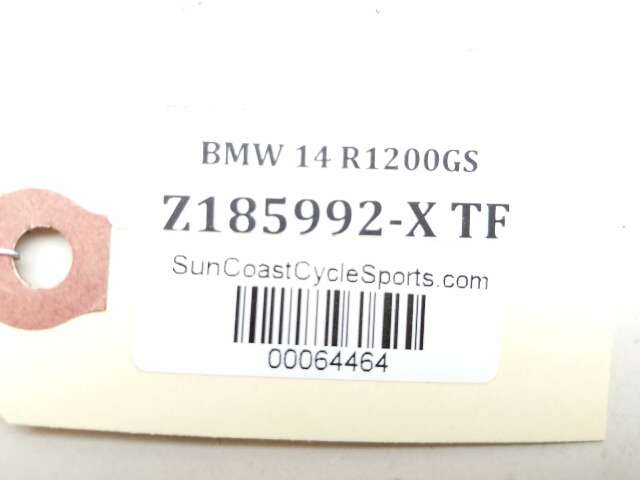 BMW 14 R1200GS
Z185992-X TF
SunCoastCycleSports.com
00064464